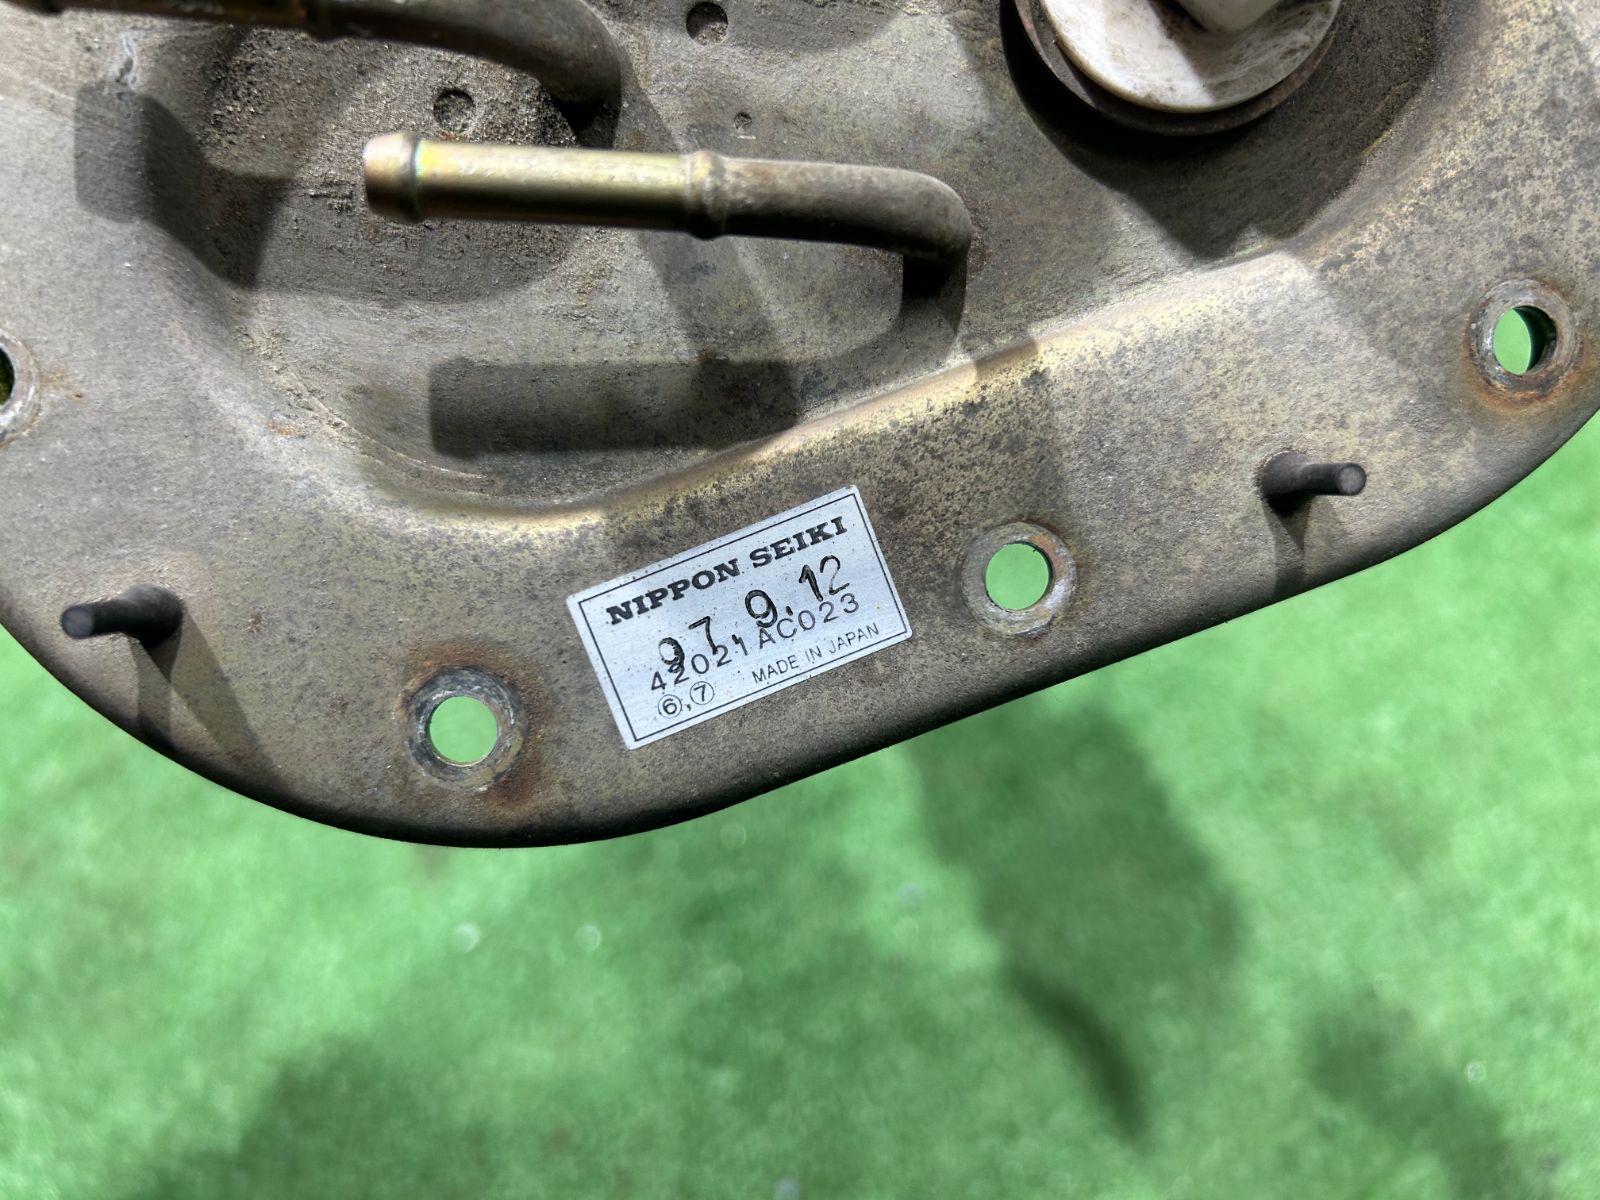 NIPPON SEIKI
97.9.12
42021AC023
⑥,⑦ MADE IN JAPAN